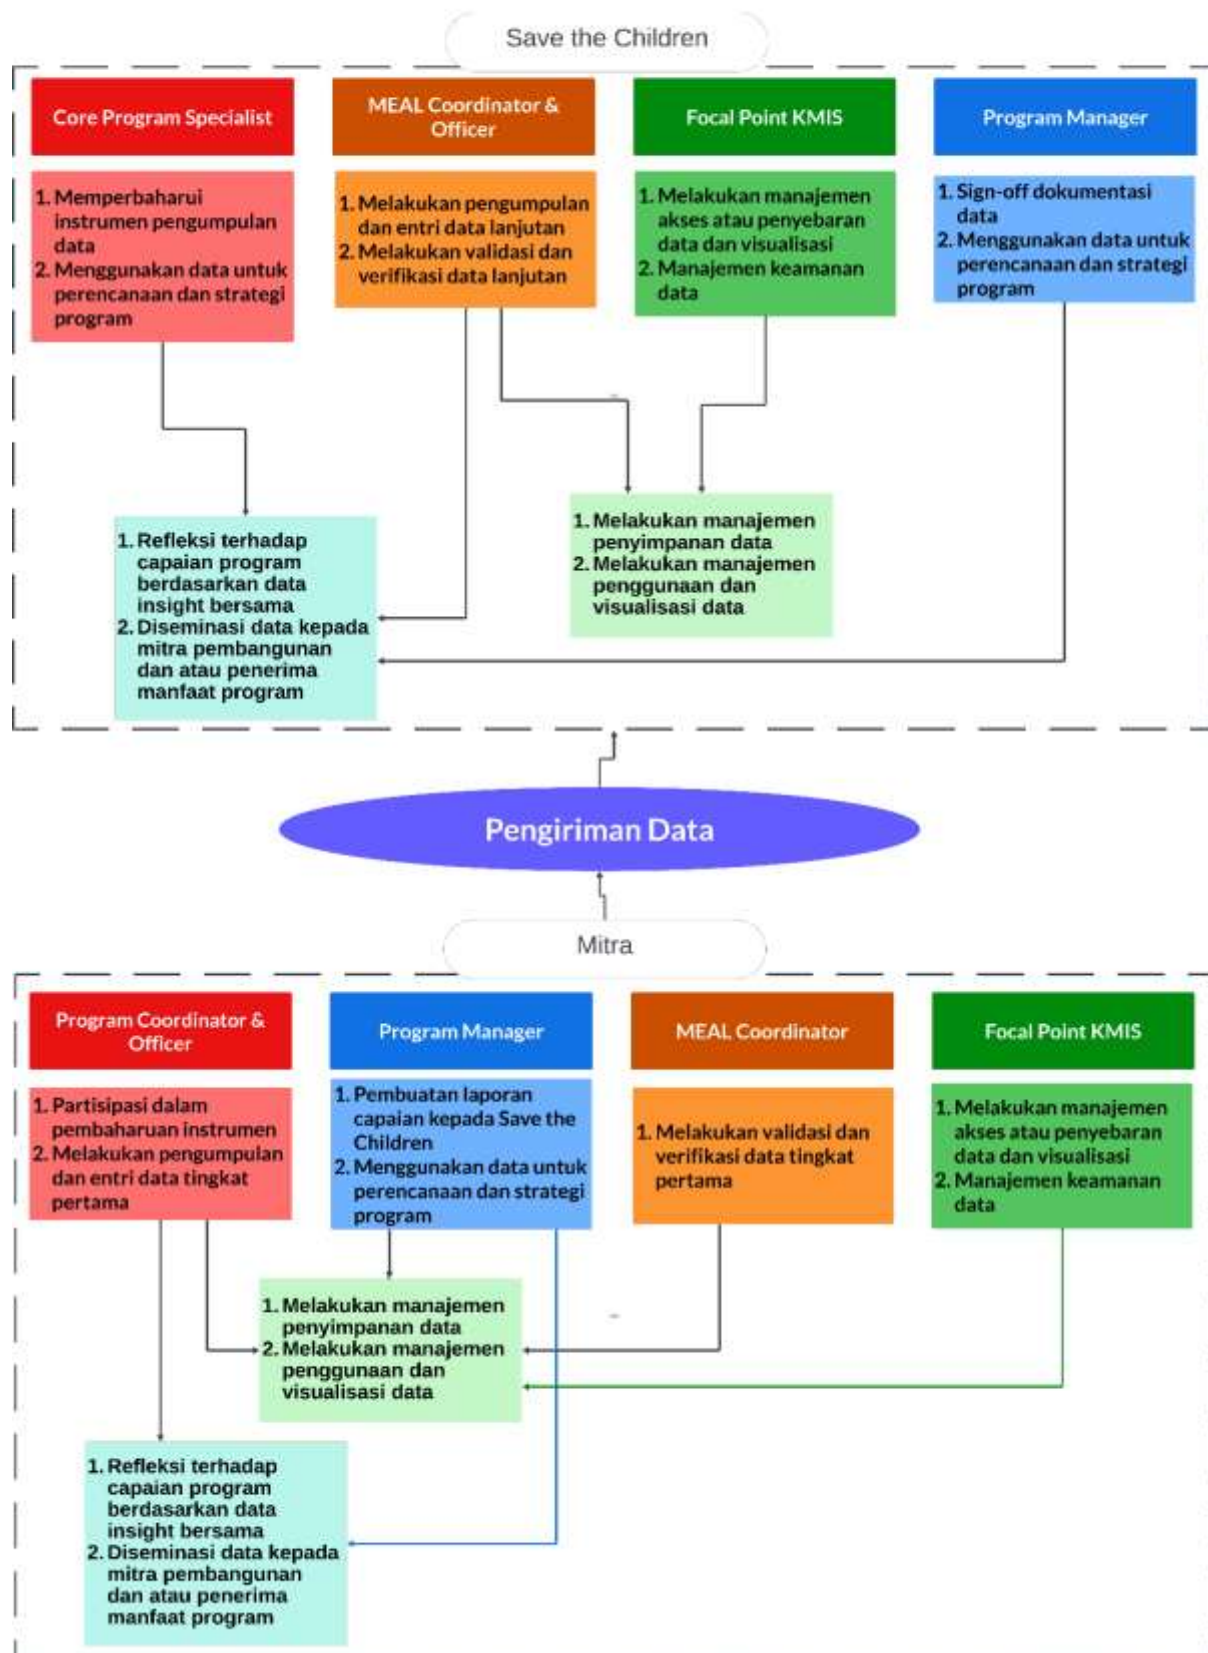 Save the Children
Core Program Specialist
MEAL Coordinator &
Officer
Focal Point KMIS
Program Manager
1. Memperbaharui
instrumen pengumpulan
data
2. Menggunakan data untuk
perencanaan dan strategi
program
1. Melakukan pengumpulan
dan entri data lanjutan
2. Melakukan validasi dan
verifikasi data lanjutan
1. Melakukan manajemen
akses atau penyebaran
data dan visualisasi
2. Manajemen keamanan
data
1. Sign-off dokumentasi
data
2. Menggunakan data untuk
perencanaan dan strategi
program
1. Refleksi terhadap
capaian program
berdasarkan data
insight bersama
2. Diseminasi data kepada
mitra pembangunan
dan atau penerima
manfaat program
1. Melakukan manajemen
penyimpanan data
2. Melakukan manajemen
penggunaan dan
visualisasi data
Pengiriman Data
Mitra
Program Coordinator &
Officer
Program Manager
MEAL Coordinator
Focal Point KMIS
1. Partisipasi dalam
pembaharuan instrumen
2. Melakukan pengumpulan
dan entri data tingkat
pertama
1. Pembuatan laporan
capaian kepada Save the
Children
2. Menggunakan data untuk
perencanaan dan strategi
program
1. Melakukan validasi dan
verifikasi data tingkat
pertama
1. Melakukan manajemen
akses atau penyebaran
data dan visualisasi
2. Manajemen keamanan
data
1. Melakukan manajemen
penyimpanan data
2. Melakukan manajemen
penggunaan dan
visualisasi data
1. Refleksi terhadap
capaian program
berdasarkan data
insight bersama
2. Diseminasi data kepada
mitra pembangunan
dan atau penerima
manfaat program